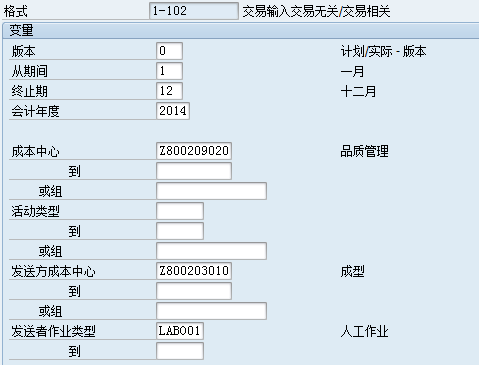 格式 1-102 交易输入交易无关/交易相关
变量
版本 0 计划/实际 - 版本
从期间 1 一月
终止期 12 十二月
会计年度 2014
成本中心 Z800209020 品质管理
到
或组
活动类型
到
或组
发送方成本中心 Z800203010 成型
到
或组
发送者作业类型 LABO01 人工作业
到